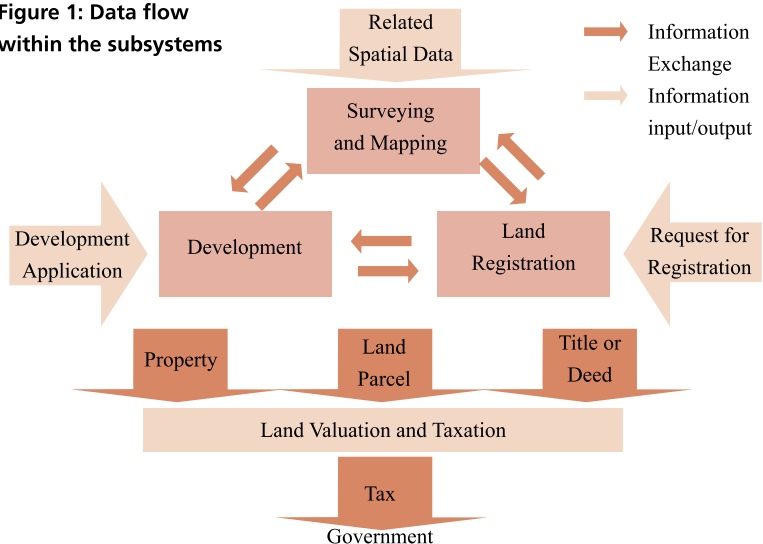 Figure 1: Data flow
within the subsystems
Related
Spatial Data
Information
Exchange
Information
input/output
Surveying
and Mapping
Development
Application
Development
Land
Registration
Request for
Registration
Property
Land
Parcel
Title or
Deed
Land Valuation and Taxation
Tax
Government